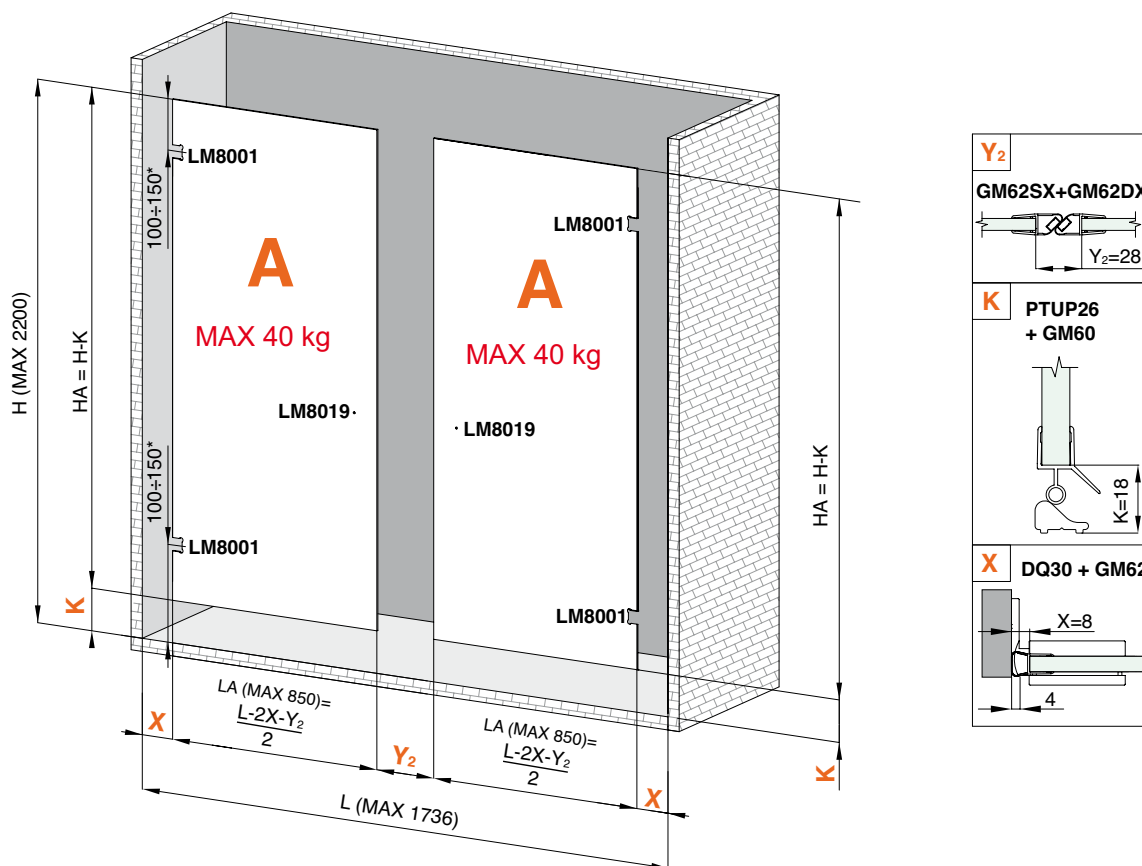 LM8001
LM8001
100÷150*
A
A
MAX 40 kg
MAX 40 kg
H (MAX 2200)
HA = H-K
HA = H-K
LM8019
LM8019
100÷150*
LM8001
LM8001
K
K
X
LA (MAX 850)=
L-2X-Y₂
2
Y₂
LA (MAX 850)=
L-2X-Y₂
2
X
L (MAX 1736)
Y₂
GM62SX+GM62DX
Y₂=28
K
PTUP26
+ GM60
K=18
X
DQ30 + GM62
X=8
4